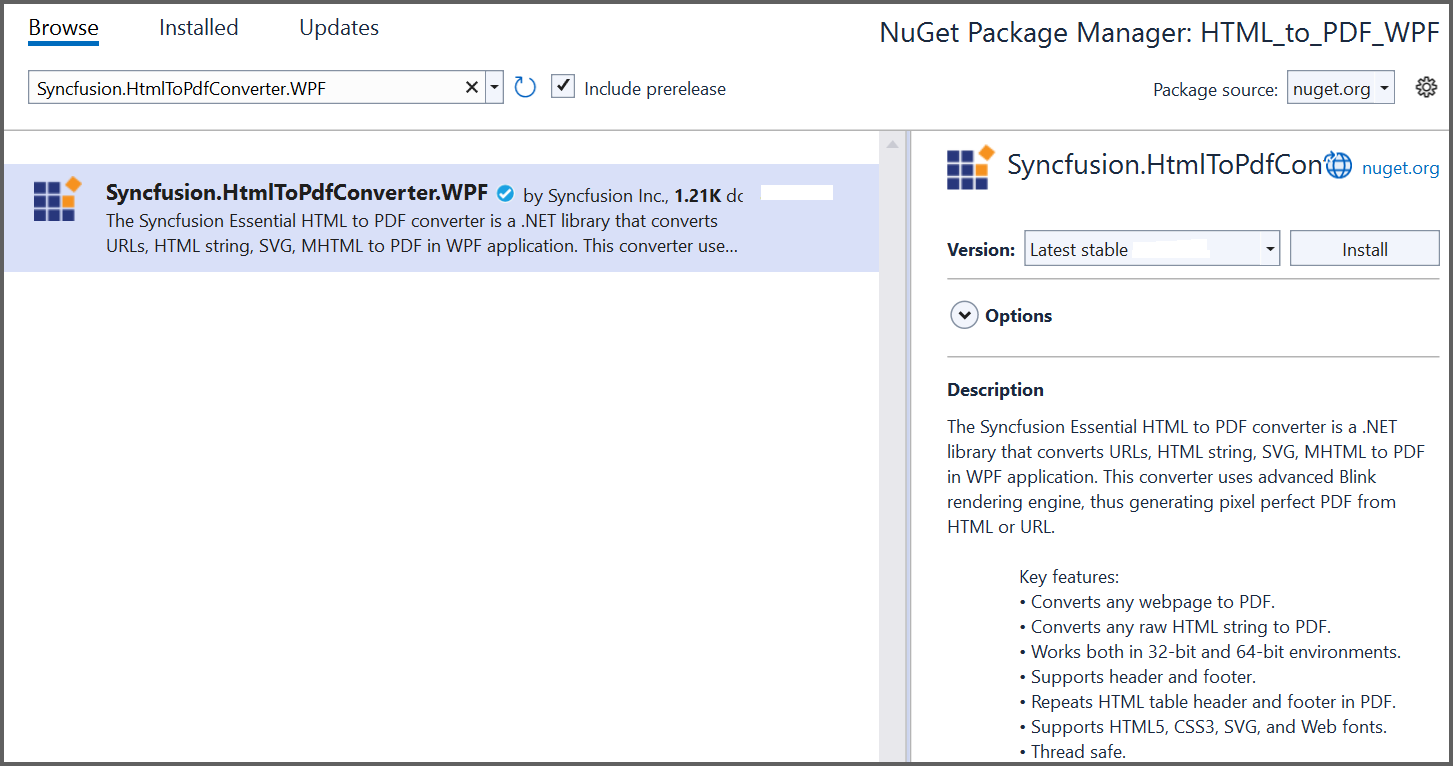 Browse
Installed
Updates
NuGet Package Manager: HTML_to_PDF_WPF
Syncfusion.HtmlToPdfConverter.WPF
Include prerelease
Package source:
nuget.org
Syncfusion.HtmlToPdfConverter.WPF by Syncfusion Inc., 1.21K
The Syncfusion Essential HTML to PDF converter is a .NET library that converts
URLs, HTML string, SVG, MHTML to PDF in WPF application. This converter use...
Syncfusion.HtmlToPdfCon
nuget.org
Version:
Latest stable
Install
Options
Description
The Syncfusion Essential HTML to PDF converter is a .NET
library that converts URLs, HTML string, SVG, MHTML to PDF
in WPF application. This converter uses advanced Blink
rendering engine, thus generating pixel perfect PDF from
HTML or URL.
Key features:
• Converts any webpage to PDF.
• Converts any raw HTML string to PDF.
• Works both in 32-bit and 64-bit environments.
• Supports header and footer.
• Repeats HTML table header and footer in PDF.
• Supports HTML5, CSS3, SVG, and Web fonts.
• Thread safe.